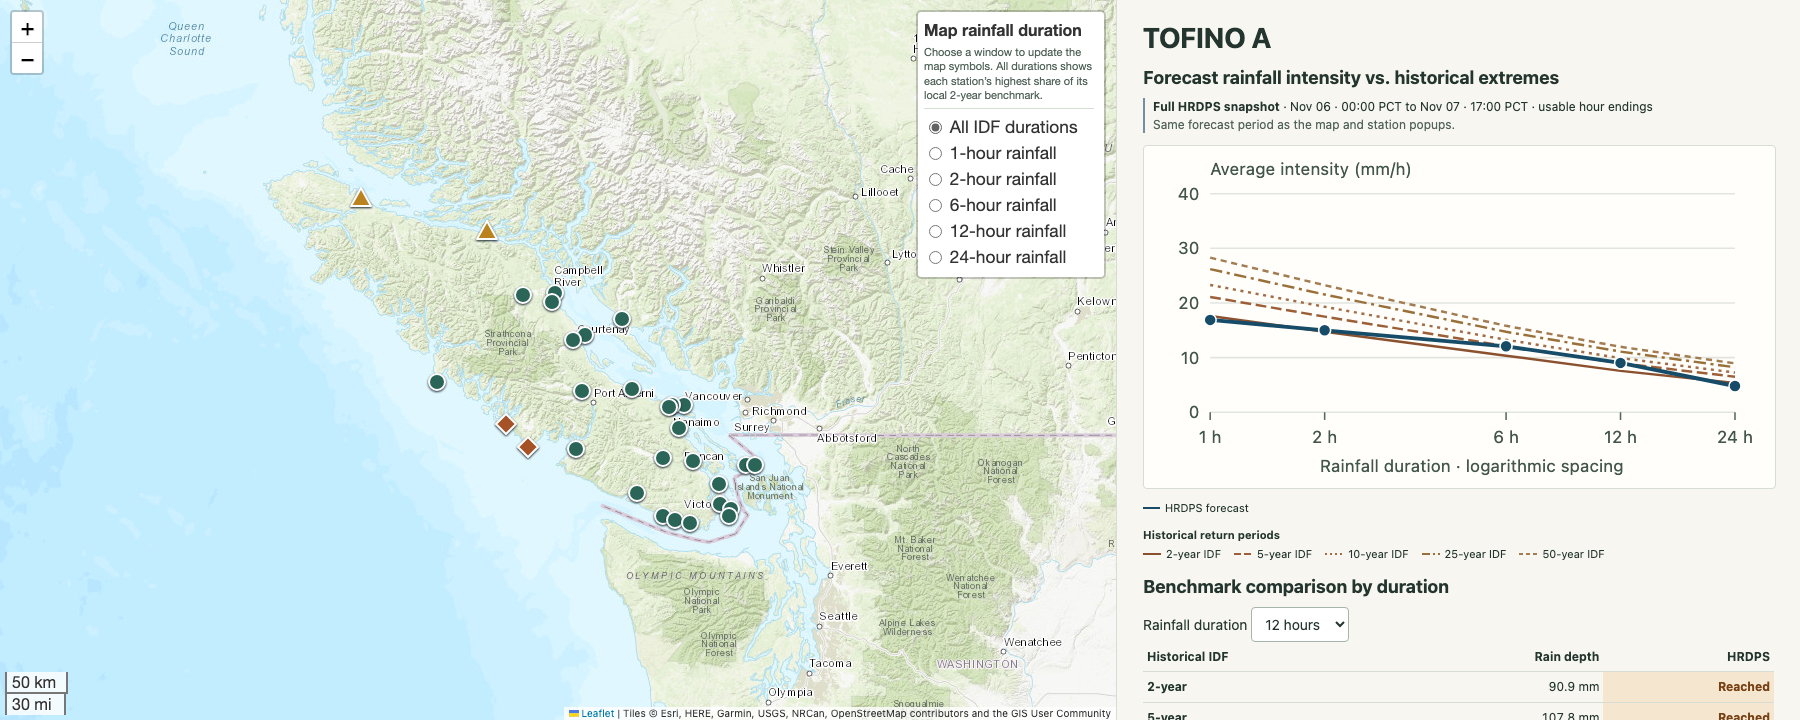 +
−
Queen
Charlotte
Sound
Map rainfall duration
Choose a window to update the
map symbols. All durations shows
each station's highest share of its
local 2-year benchmark.
All IDF durations
1-hour rainfall
2-hour rainfall
6-hour rainfall
12-hour rainfall
24-hour rainfall
Cache
Lillooet
Lytto
Stein Valley
Provincial
Park
Whistler
Campbell
River
Garibaldi
Provincial
Park
Kelown
Strathcona
Provincial
Park
Penticton
Vancouver
Richmond
Fraser
Surrey
Abbotsford
North
Cascades
National
Park
Okanogan
National
Forest
San Juan
Islands National
Monument
Mt. Baker
National
Forest
Everett
OLYMPIC MOUNTAINS
Olympic
National
Park
Wenatchee
National
Forest
Seattle
Alpine Lakes
Wilderness
Olympic
National
Forest
Wenatchee
Tacoma
WASHINGTON
Olympia
Snoqualmie
50 km
30 mi
Leaflet | Tiles © Esri, HERE, Garmin, USGS, NRCan, OpenStreetMap contributors and the GIS User Community
TOFINO A
Forecast rainfall intensity vs. historical extremes
Full HRDPS snapshot · Nov 06 · 00:00 PCT to Nov 07 · 17:00 PCT · usable hour endings
Same forecast period as the map and station popups.
Average intensity (mm/h)
40
30
20
10
0
1 h
2 h
6 h
12 h
24 h
Rainfall duration · logarithmic spacing
HRDPS forecast
Historical return periods
2-year IDF
5-year IDF
10-year IDF
25-year IDF
50-year IDF
Benchmark comparison by duration
Rainfall duration 12 hours
Historical IDF Rain depth HRDPS
2-year 90.9 mm Reached
5-year 107.8 mm Reached